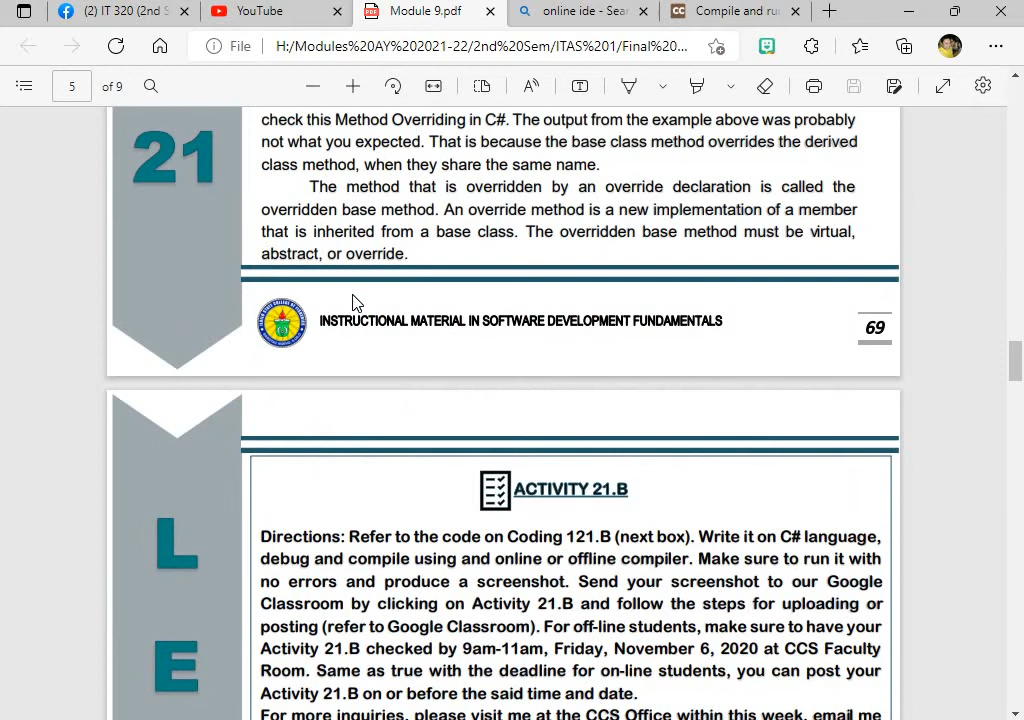 (2) IT 320 (2nd S
YouTube
Module 9.pdf
online ide - Sea
Compile and ru
File
H:/Modules%20AY%202021-22/2nd%20Sem/ITAS%201/Final%20...
5 of 9
21
check this Method Overriding in C#. The output from the example above was probably
not what you expected. That is because the base class method overrides the derived
class method, when they share the same name.
The method that is overridden by an override declaration is called the
overridden base method. An override method is a new implementation of a member
that is inherited from a base class. The overridden base method must be virtual,
abstract, or override.
INSTRUCTIONAL MATERIAL IN SOFTWARE DEVELOPMENT FUNDAMENTALS
69
L
E
ACTIVITY 21.B
Directions: Refer to the code on Coding 121.B (next box). Write it on C# language,
debug and compile using and online or offline compiler. Make sure to run it with
no errors and produce a screenshot. Send your screenshot to our Google
Classroom by clicking on Activity 21.B and follow the steps for uploading or
posting (refer to Google Classroom). For off-line students, make sure to have your
Activity 21.B checked by 9am-11am, Friday, November 6, 2020 at CCS Faculty
Room. Same as true with the deadline for on-line students, you can post your
Activity 21.B on or before the said time and date.
For more inquiries, please visit me at the CCS Office within this week, email me